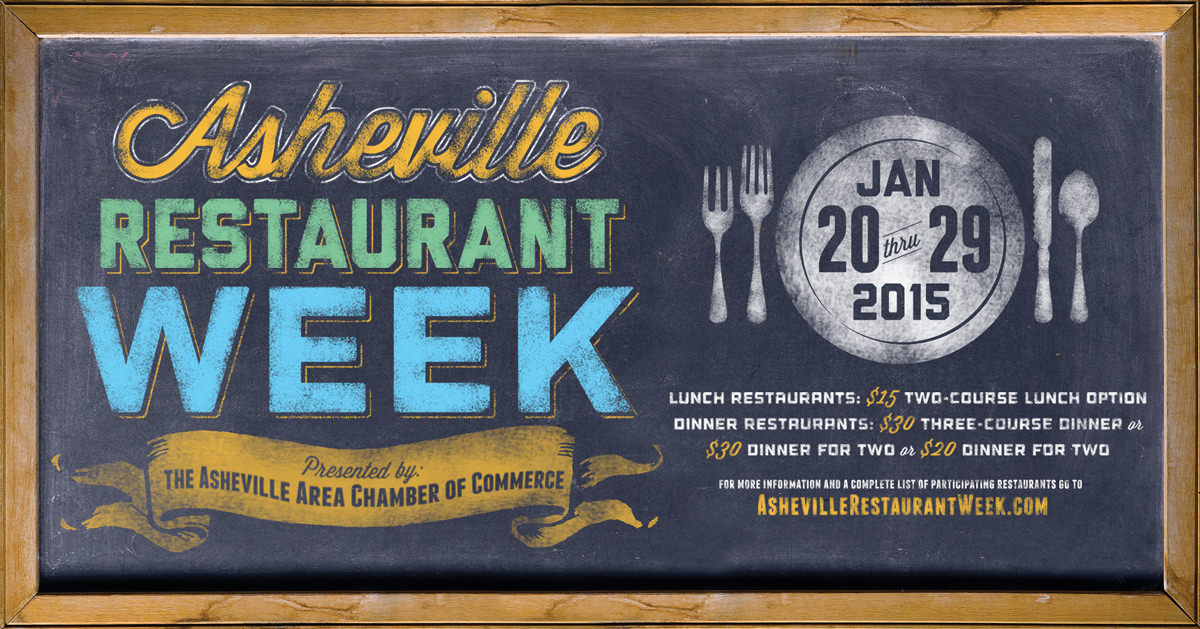 Asheville
RESTAURANT
WEEK
Presented by:
THE ASHEVILLE AREA CHAMBER OF COMMERCE
JAN
20 thru 29
2015
LUNCH RESTAURANTS: $15 TWO-COURSE LUNCH OPTION
DINNER RESTAURANTS: $30 THREE-COURSE DINNER or
$30 DINNER FOR TWO or $20 DINNER FOR TWO
FOR MORE INFORMATION AND A COMPLETE LIST OF PARTICIPATING RESTAURANTS GO TO
ASHEVILLERESTAURANTWEEK.COM